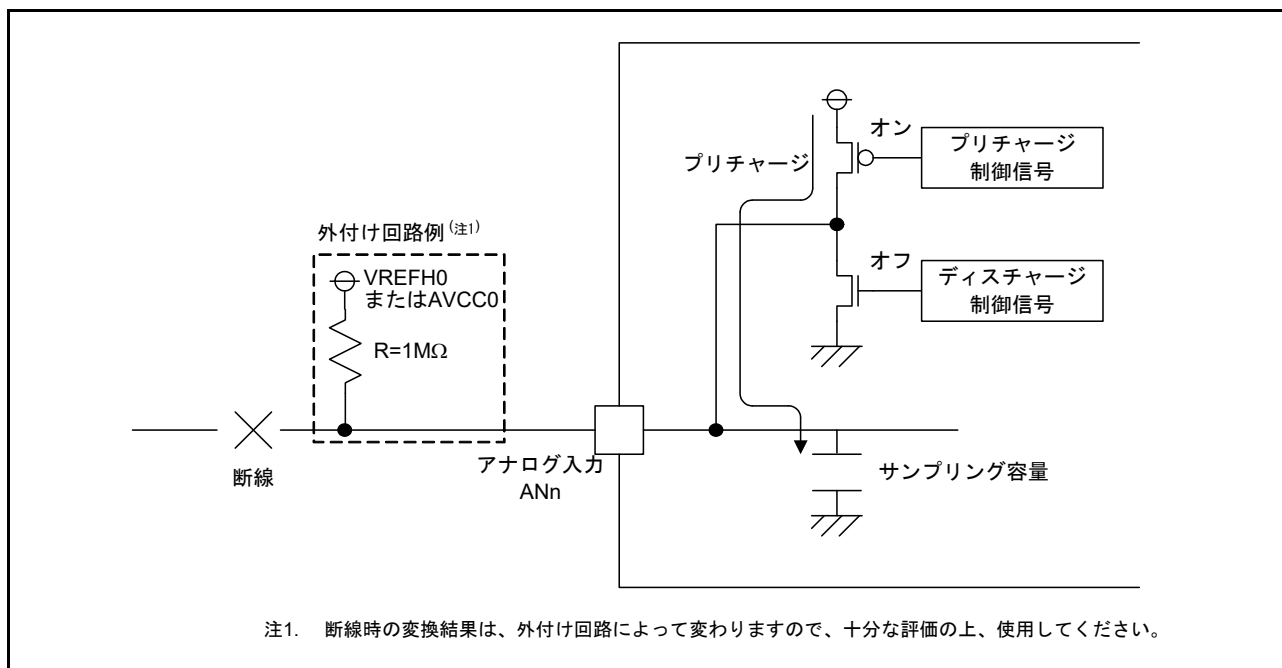 オン
プリチャージ
制御信号
プリチャージ
外付け回路例(注1)
VREFH0
またはAVCC0
オフ
ディスチャージ
制御信号
R=1MΩ
断線
アナログ入力
ANn
サンプリング容量
注1. 断線時の変換結果は、外付け回路によって変わりますので、十分な評価の上、使用してください。